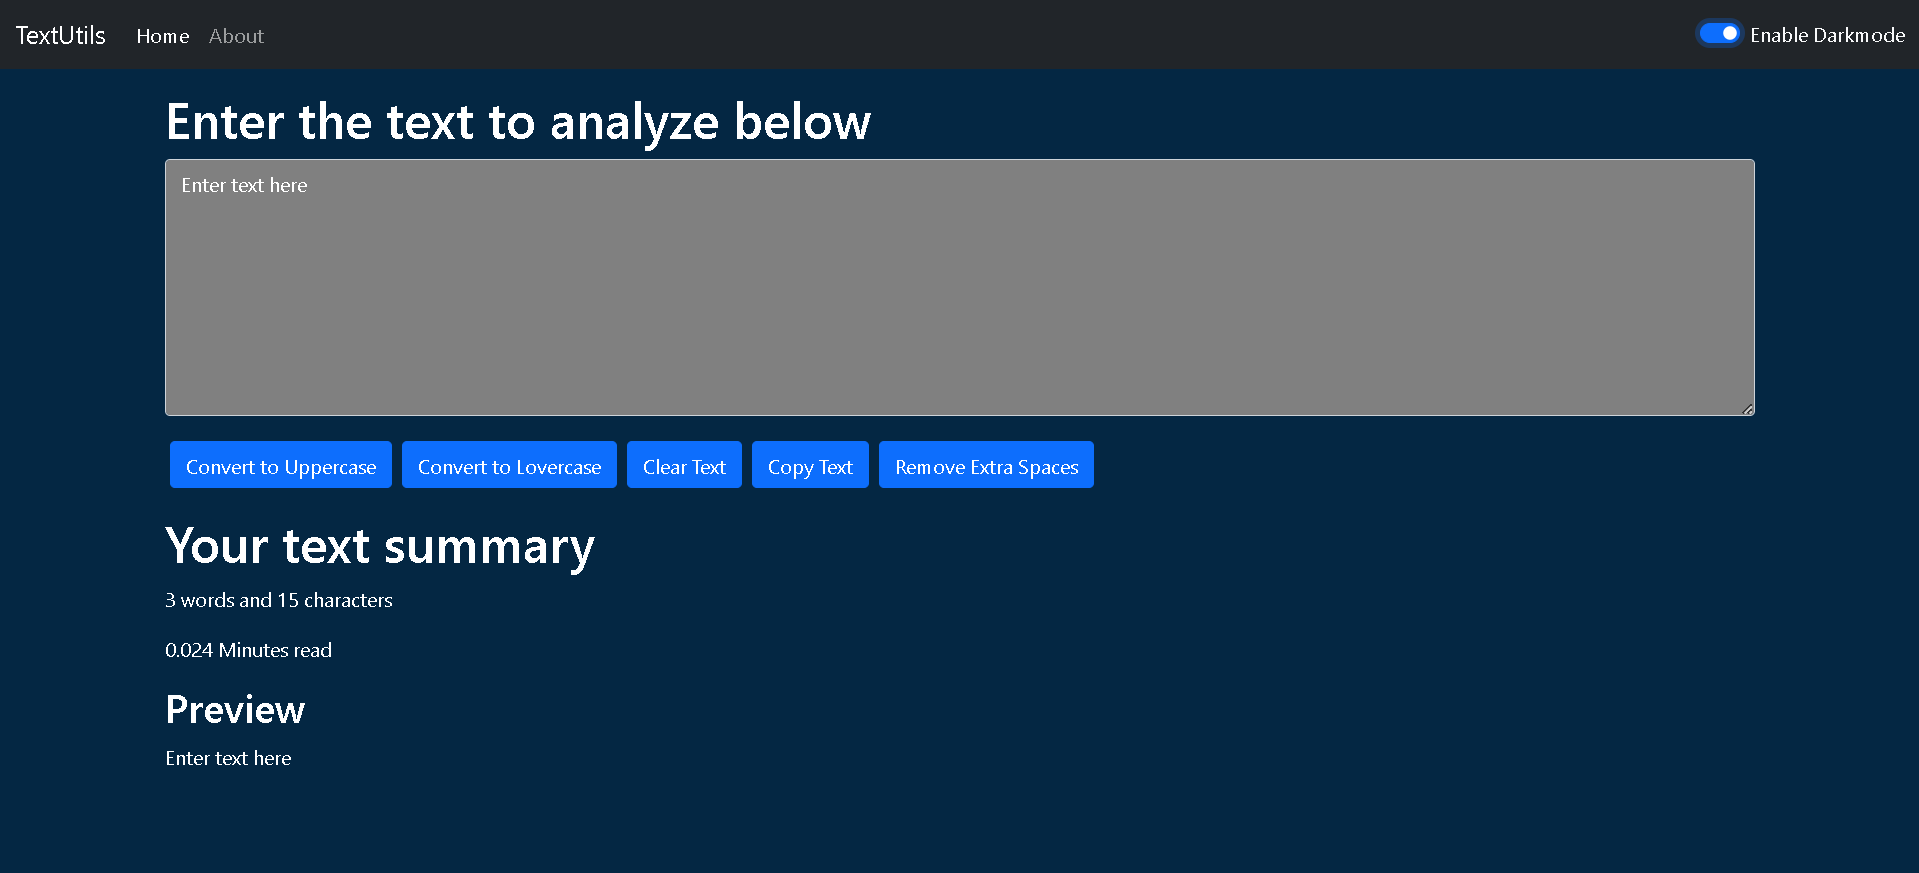 TextUtils Home About Enable Darkmode
Enter the text to analyze below
Enter text here
Convert to Uppercase Convert to Lovercase Clear Text Copy Text Remove Extra Spaces
Your text summary
3 words and 15 characters
0.024 Minutes read
Preview
Enter text here